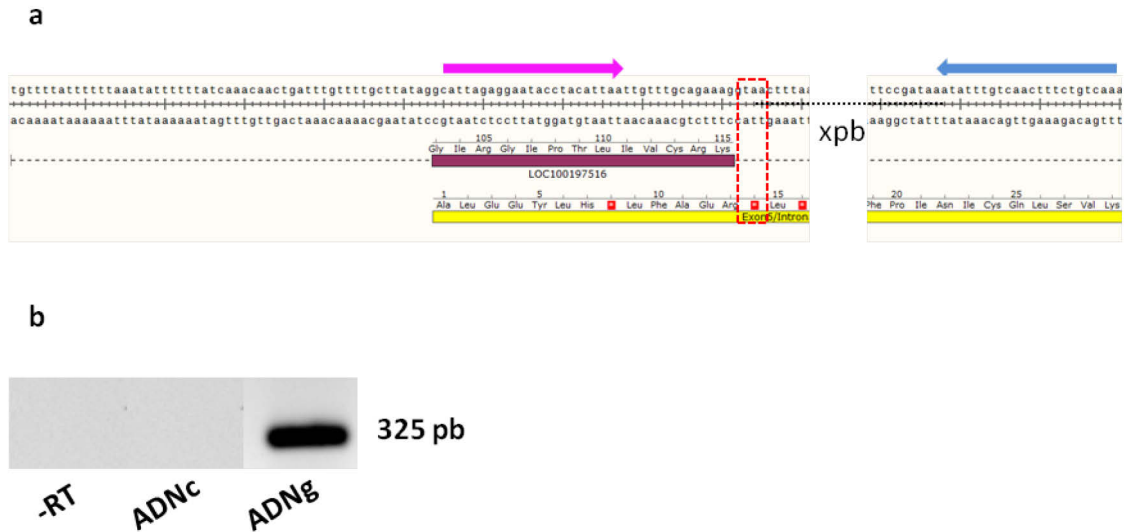 a
tgttttattttttaaatattttttatcaaacaactgatttgttttgcttataggcattagaggaatacctacattaattgtttgcagaaaggtaactttaa ttccgataaatatttgtcaactttctgtcaaa
acaaaataaaaaatttataaaaaatagtttgttgactaaacaaaacgaatatccgtaatctccttatggatgtaattaacaaacgtctttccattgaaatt xpb aaggctatttataaacagttgaaagacagttt
105 110 115
Gly Ile Arg Gly Ile Pro Thr Leu Ile Val Cys Arg Lys
LOC100197516
1 5 10 15 20 25
Ala Leu Glu Glu Tyr Leu His * Leu Phe Ala Glu Arg * Leu * Phe Pro Ile Asn Ile Cys Gln Leu Ser Val Lys
Exon5/Intron
b
325 pb
-RT ADNc ADNg